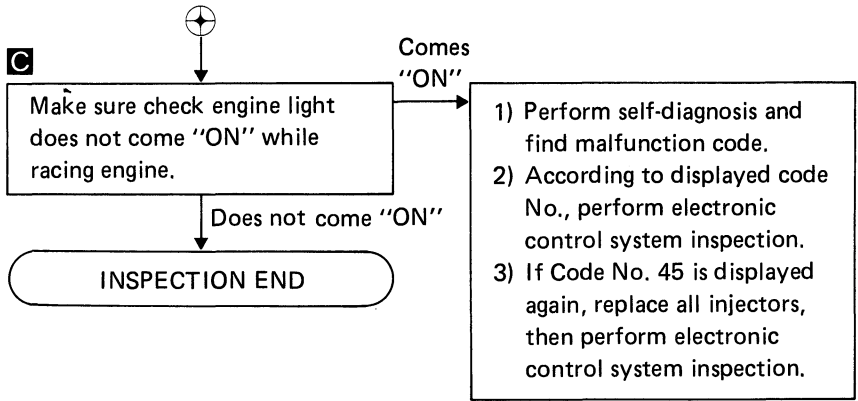 C
Make sure check engine light
does not come "ON" while
racing engine.
Comes
"ON"
1) Perform self-diagnosis and
find malfunction code.
2) According to displayed code
No., perform electronic
control system inspection.
3) If Code No. 45 is displayed
again, replace all injectors,
then perform electronic
control system inspection.
Does not come "ON"
INSPECTION END